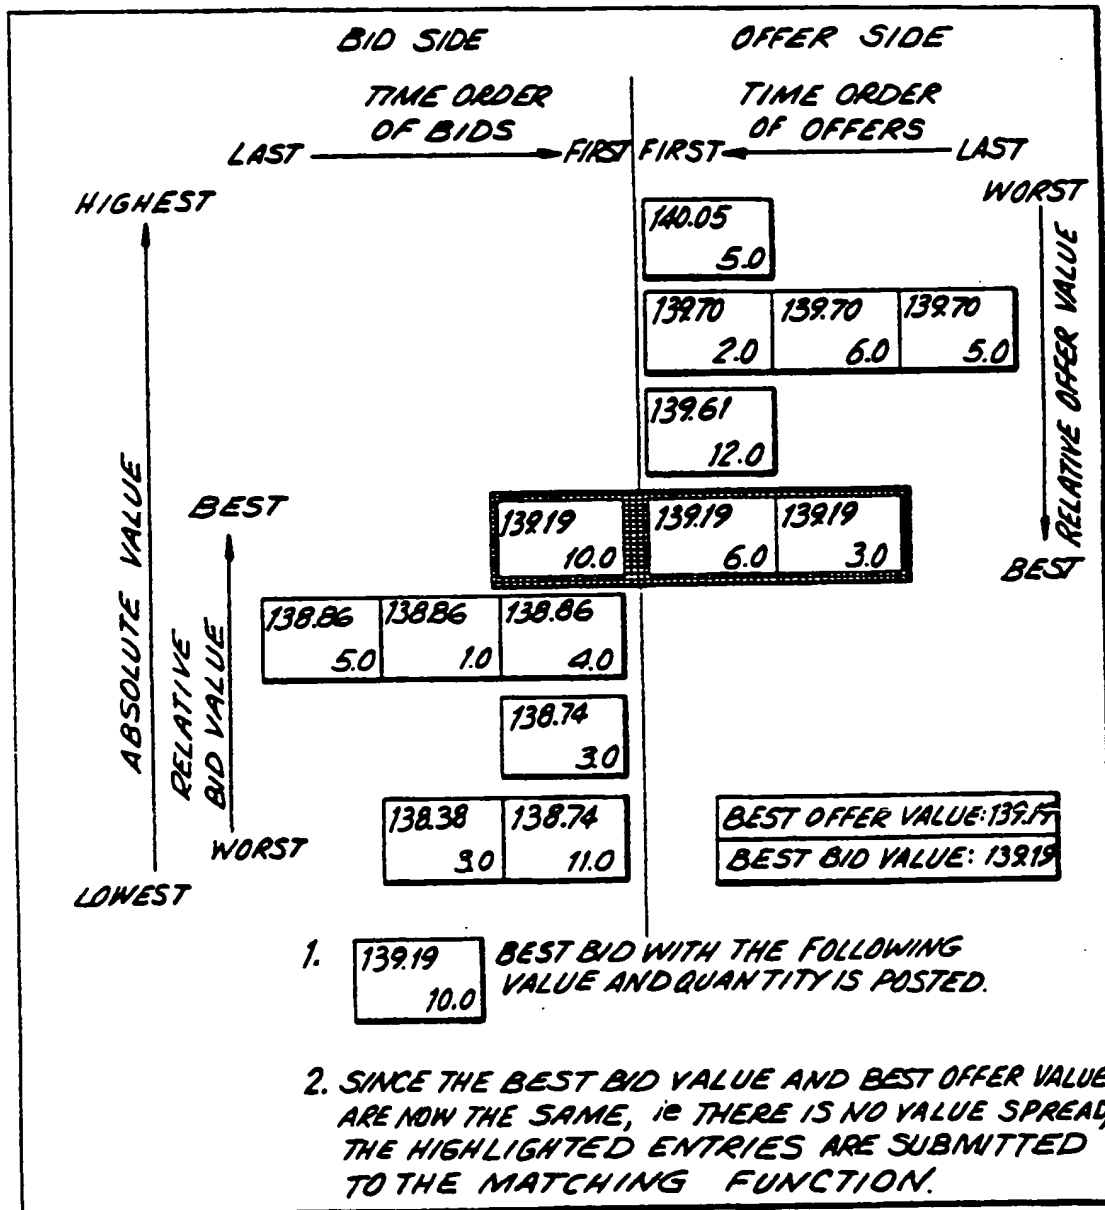 BID SIDE
OFFER SIDE
TIME ORDER
OF BIDS
TIME ORDER
OF OFFERS
LAST
FIRST
FIRST
LAST
HIGHEST
WORST
140.05
5.0
139.70 139.70 139.70
2.0 6.0 5.0
139.61
12.0
RELATIVE OFFER VALUE
BEST
139.19 139.19 139.19
10.0 6.0 3.0
BEST
ABSOLUTE VALUE
RELATIVE
BID VALUE
138.86 138.86 138.86
5.0 1.0 4.0
138.74
3.0
138.38 138.74
3.0 11.0
WORST
LOWEST
BEST OFFER VALUE: 139.19
BEST BID VALUE: 139.19
1. 139.19
10.0
BEST BID WITH THE FOLLOWING
VALUE AND QUANTITY IS POSTED.
2. SINCE THE BEST BID VALUE AND BEST OFFER VALUE
ARE NOW THE SAME, ie THERE IS NO VALUE SPREAD,
THE HIGHLIGHTED ENTRIES ARE SUBMITTED
TO THE MATCHING FUNCTION.